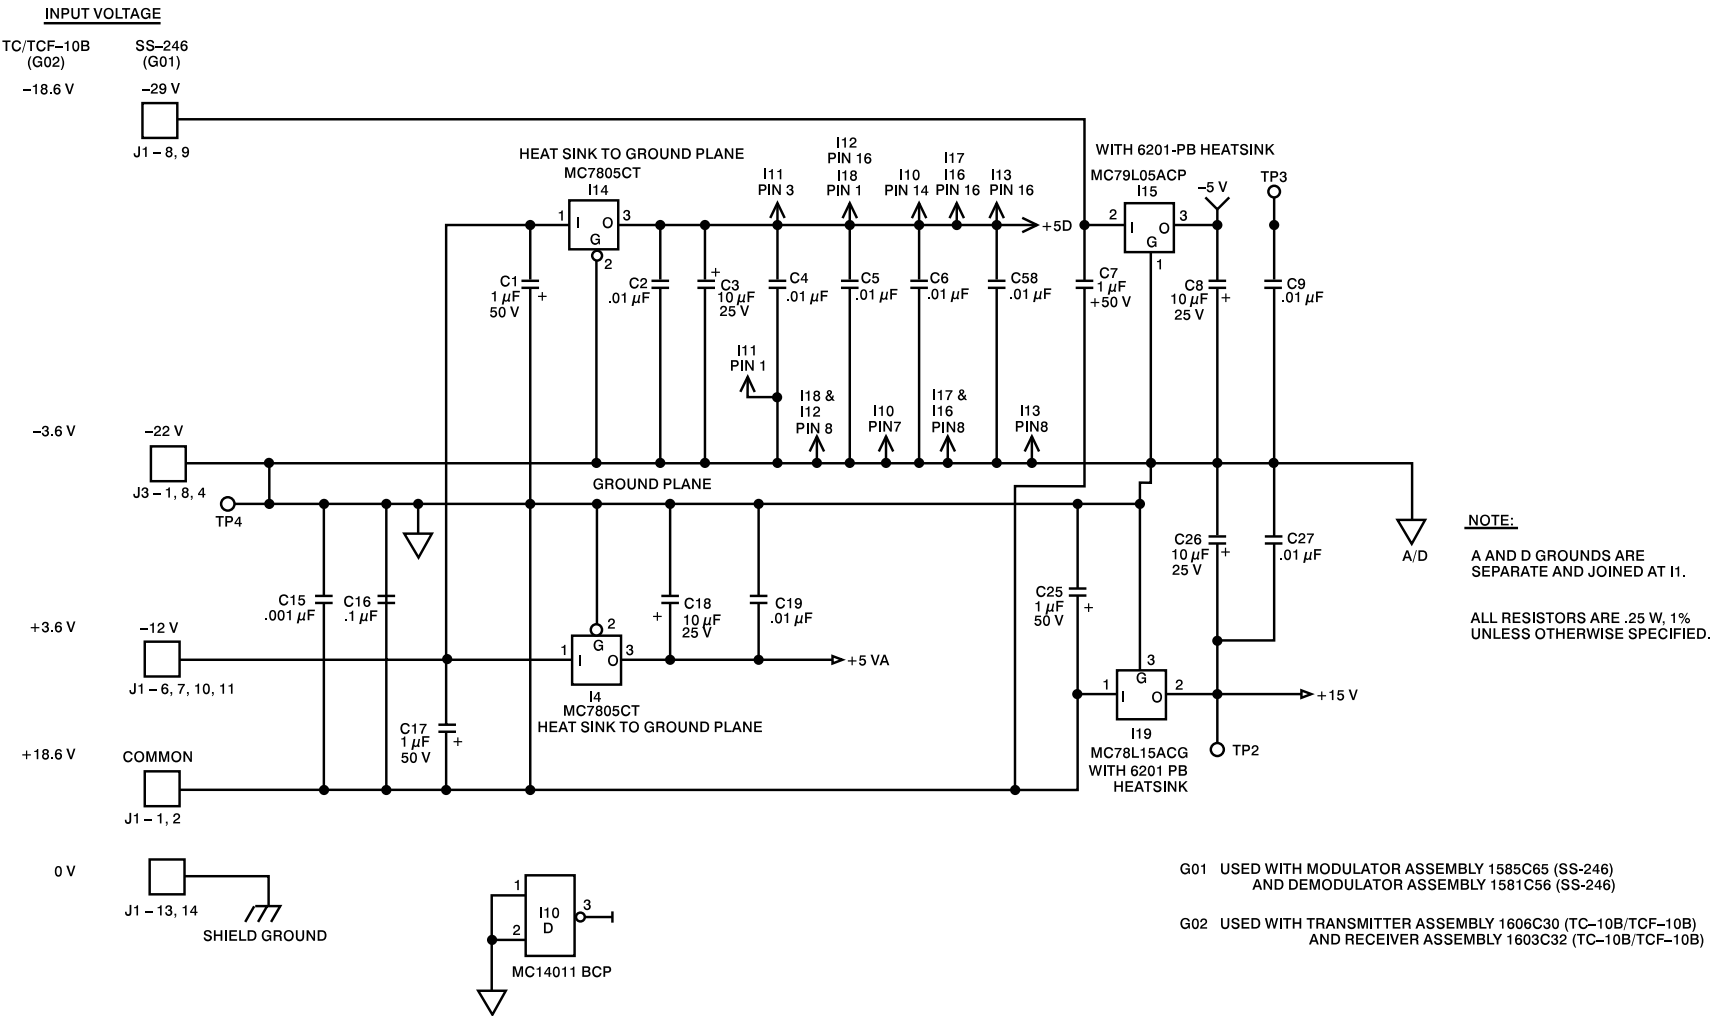 INPUT VOLTAGE
TC/TCF–10B
(G02)
SS–246
(G01)
–18.6 V
–29 V
J1 – 8, 9
HEAT SINK TO GROUND PLANE
MC7805CT
I14
1
I
O
3
G
2
I11
PIN 3
I12
PIN 16
I18
PIN 1
I10
PIN 14
I17
I16
PIN 16
I13
PIN 16
+5D
WITH 6201-PB HEATSINK
MC79L05ACP
I15
2
I
O
3
G
1
–5 V
TP3
C1
1 µF
50 V
+
C2
.01 µF
+
C3
10 µF
25 V
C4
.01 µF
C5
.01 µF
C6
.01 µF
C58
.01 µF
C7
1 µF
+50 V
C8
10 µF
25 V
+
C9
.01 µF
I11
PIN 1
I18 &
I12
PIN 8
I10
PIN7
I17 &
I16
PIN8
I13
PIN8
–3.6 V
–22 V
J3 – 1, 8, 4
GROUND PLANE
TP4
A/D
NOTE:
A AND D GROUNDS ARE
SEPARATE AND JOINED AT I1.
ALL RESISTORS ARE .25 W, 1%
UNLESS OTHERWISE SPECIFIED.
C15
.001 µF
C16
.1 µF
C18
10 µF
25 V
+
C19
.01 µF
C25
1 µF
50 V
+
C26
10 µF
25 V
+
C27
.01 µF
+3.6 V
–12 V
J1 – 6, 7, 10, 11
2
G
1
I
O
3
I4
MC7805CT
HEAT SINK TO GROUND PLANE
+5 VA
C17
1 µF
50 V
+
3
G
1
I
O
2
I19
MC78L15ACG
WITH 6201 PB
HEATSINK
+15 V
TP2
+18.6 V
COMMON
J1 – 1, 2
0 V
J1 – 13, 14
SHIELD GROUND
1
2
I10
D
3
MC14011 BCP
G01 USED WITH MODULATOR ASSEMBLY 1585C65 (SS-246)
AND DEMODULATOR ASSEMBLY 1581C56 (SS-246)
G02 USED WITH TRANSMITTER ASSEMBLY 1606C30 (TC–10B/TCF–10B)
AND RECEIVER ASSEMBLY 1603C32 (TC–10B/TCF–10B)